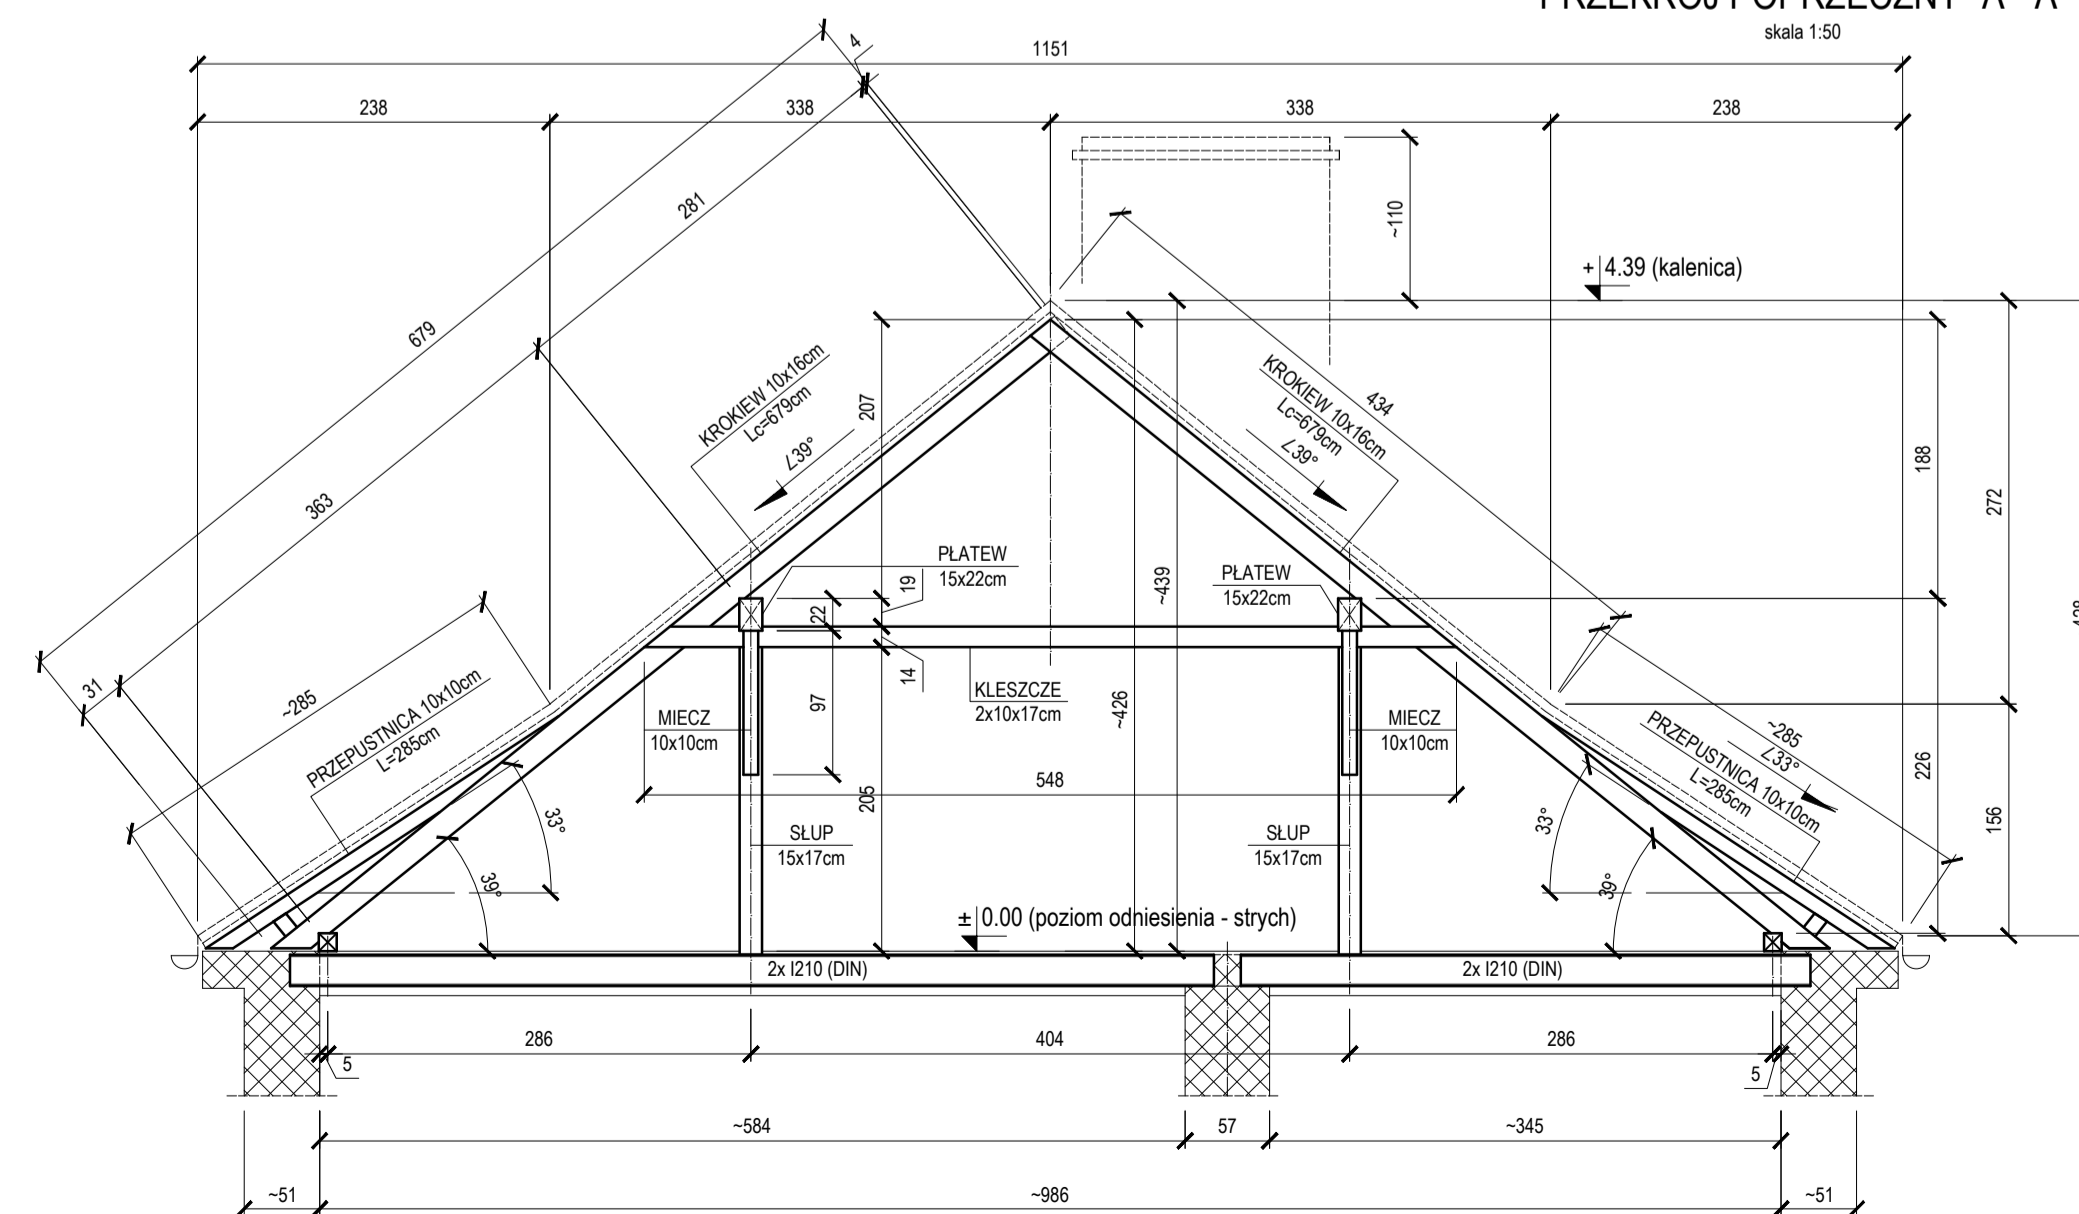 skala 1:50
1151
4
238
338
338
238
281
~110
+ 4.39 (kalenica)
679
KROKIEW 10x16cm
Lc=679cm
∠39°
207
KROKIEW 10x16cm
Lc=679cm
∠39°
434
188
272
363
PŁATEW
15x22cm
19
22
~439
PŁATEW
15x22cm
31
~285
PRZEPUSTNICA 10x10cm
L=285cm
MIECZ
10x10cm
97
14
KLESZCZE
2x10x17cm
~426
MIECZ
10x10cm
~285
∠33°
PRZEPUSTNICA 10x10cm
L=285cm
548
205
226
156
33°
39°
SŁUP
15x17cm
SŁUP
15x17cm
33°
39°
± 0.00 (poziom odniesienia - strych)
2x I210 (DIN)
2x I210 (DIN)
286
404
286
5
5
~584
57
~345
~51
~986
~51